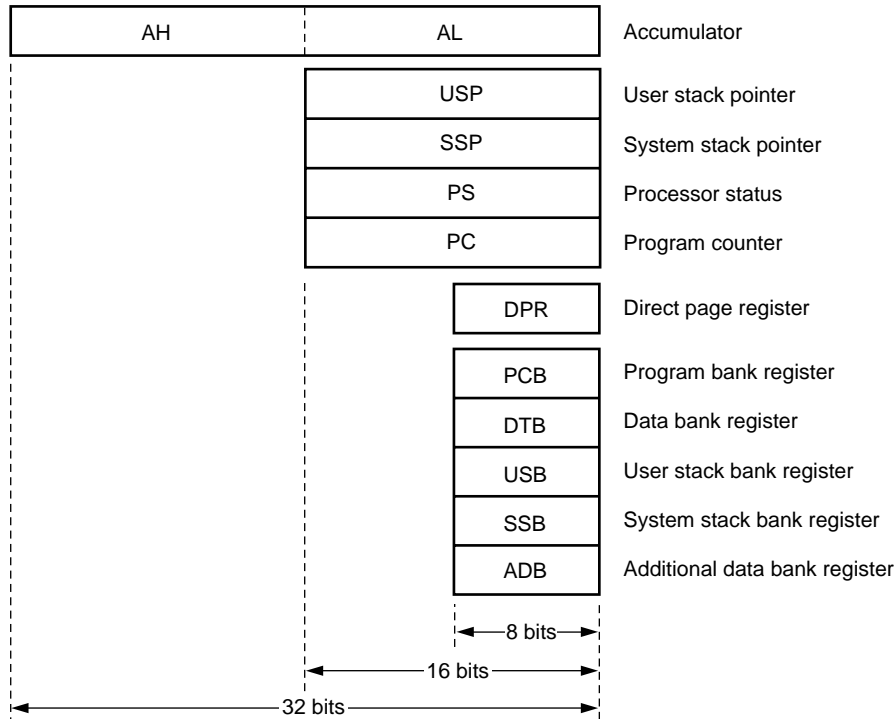 AH AL Accumulator
USP User stack pointer
SSP System stack pointer
PS Processor status
PC Program counter
DPR Direct page register
PCB Program bank register
DTB Data bank register
USB User stack bank register
SSB System stack bank register
ADB Additional data bank register
8 bits
16 bits
32 bits